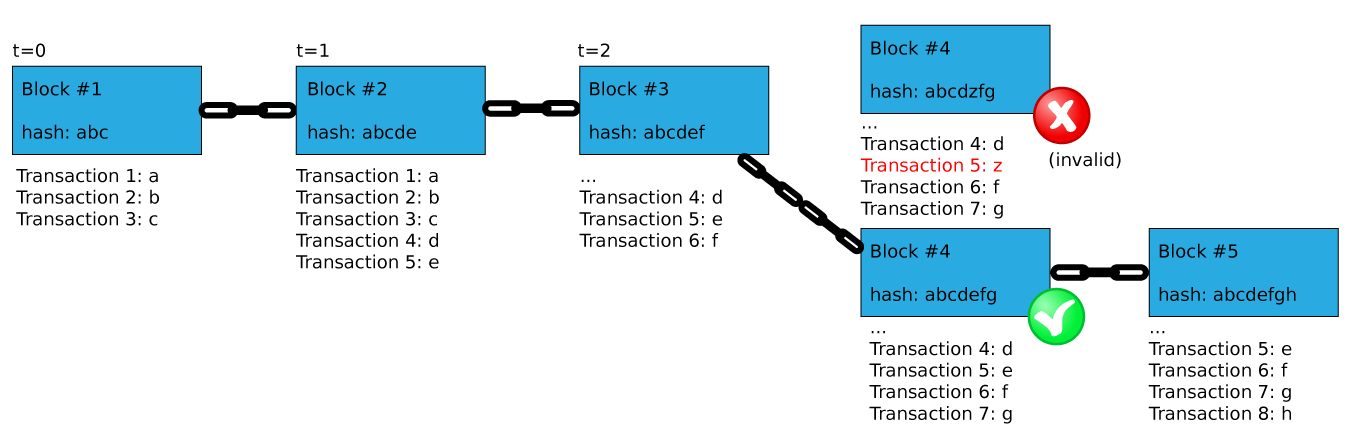 t=0
Block #1
hash: abc
Transaction 1: a
Transaction 2: b
Transaction 3: c
t=1
Block #2
hash: abcde
Transaction 1: a
Transaction 2: b
Transaction 3: c
Transaction 4: d
Transaction 5: e
t=2
Block #3
hash: abcdef
...
Transaction 4: d
Transaction 5: e
Transaction 6: f
Block #4
hash: abcdzfg
...
Transaction 4: d
Transaction 5: z
Transaction 6: f
Transaction 7: g
(invalid)
Block #4
hash: abcdefg
...
Transaction 4: d
Transaction 5: e
Transaction 6: f
Transaction 7: g
Block #5
hash: abcdefgh
...
Transaction 5: e
Transaction 6: f
Transaction 7: g
Transaction 8: h